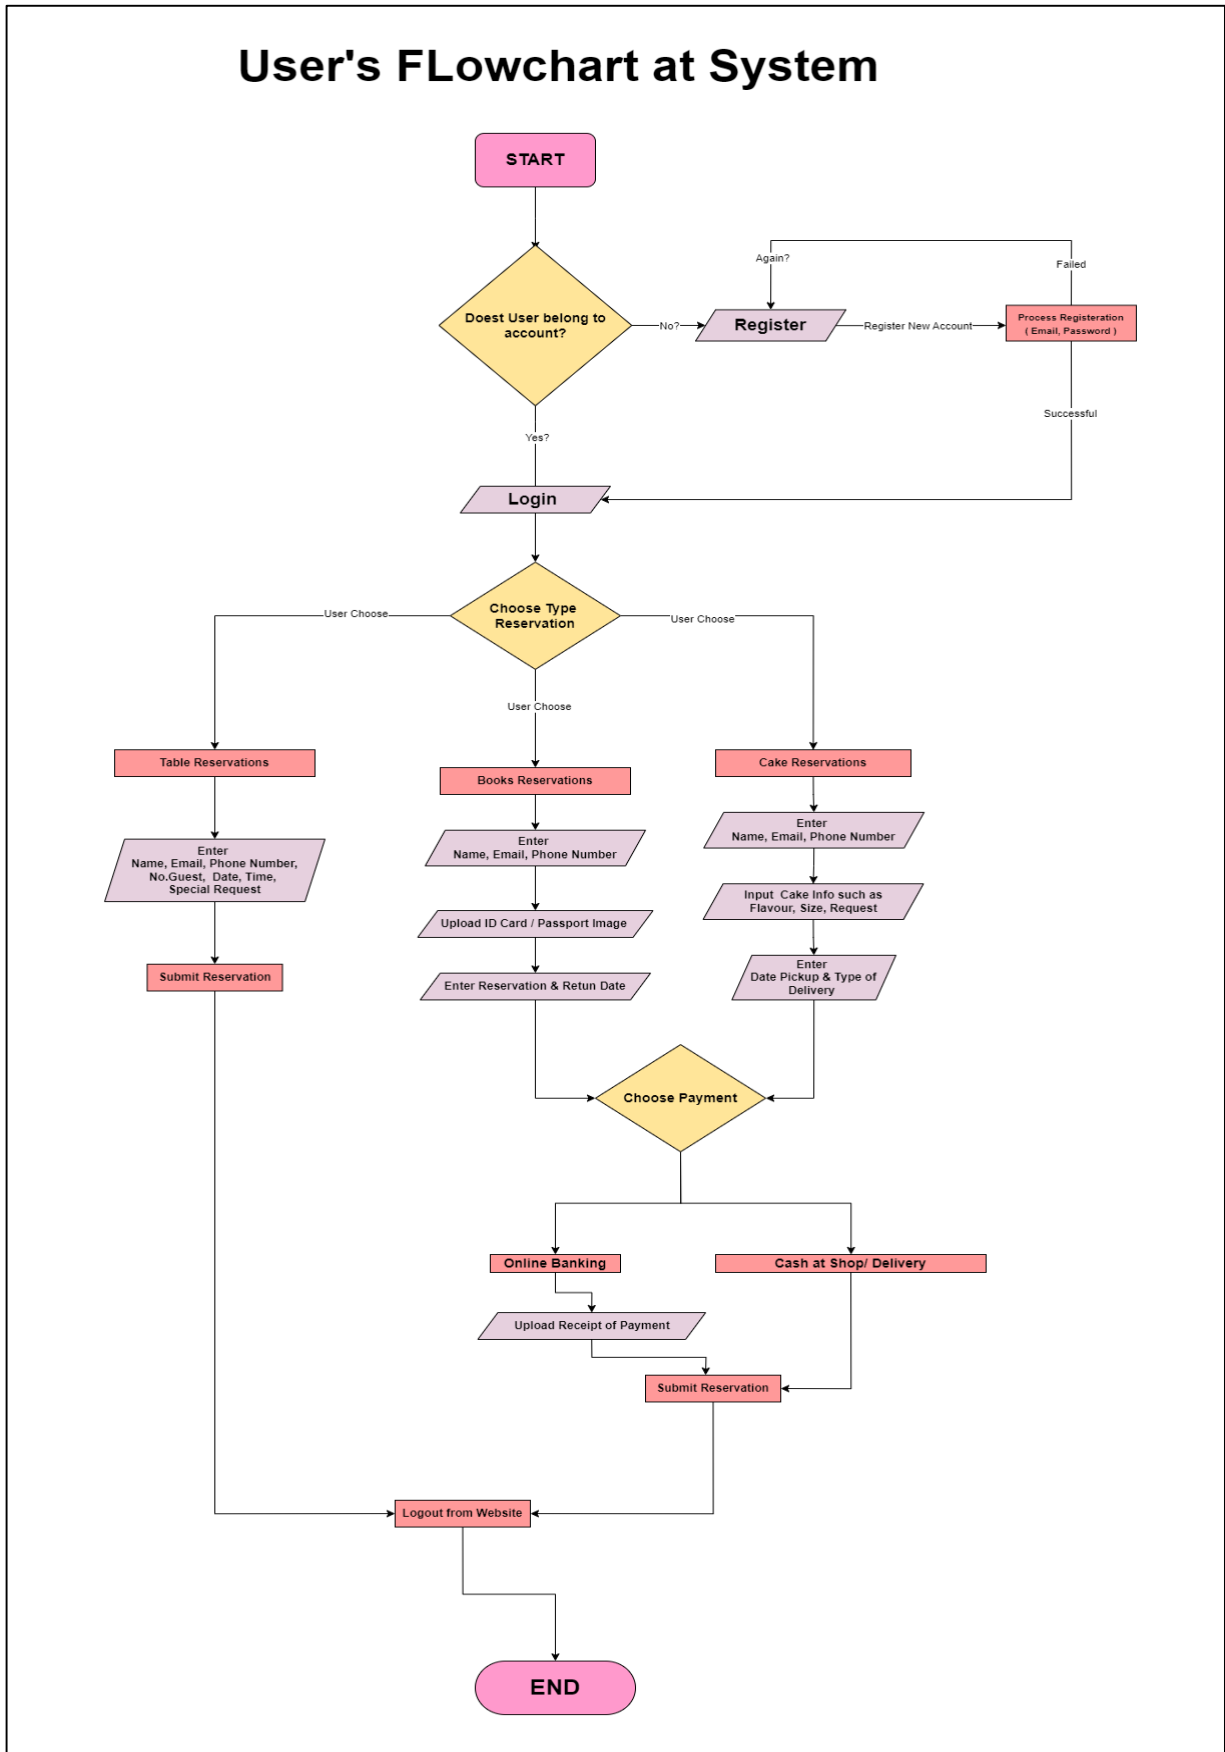 User's FLowchart at System
START
Doest User belong to
account?
No?
Register
Again?
Failed
Register New Account
Process Registeration
( Email, Password )
Successful
Yes?
Login
Choose Type
Reservation
User Choose
User Choose
User Choose
Table Reservations
Enter
Name, Email, Phone Number,
No.Guest, Date, Time,
Special Request
Submit Reservation
Books Reservations
Enter
Name, Email, Phone Number
Upload ID Card / Passport Image
Enter Reservation & Retun Date
Cake Reservations
Enter
Name, Email, Phone Number
Input Cake Info such as
Flavour, Size, Request
Enter
Date Pickup & Type of
Delivery
Choose Payment
Online Banking
Cash at Shop/ Delivery
Upload Receipt of Payment
Submit Reservation
Logout from Website
END